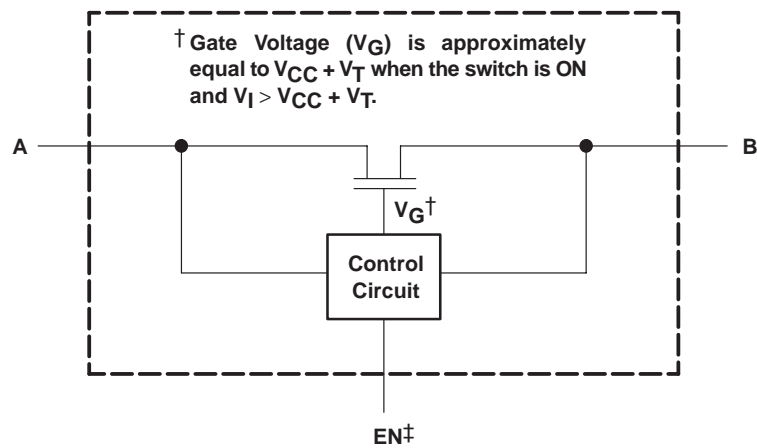 † Gate Voltage (VG) is approximately
equal to VCC + VT when the switch is ON
and VI > VCC + VT.
A
B
VG†
Control
Circuit
EN‡